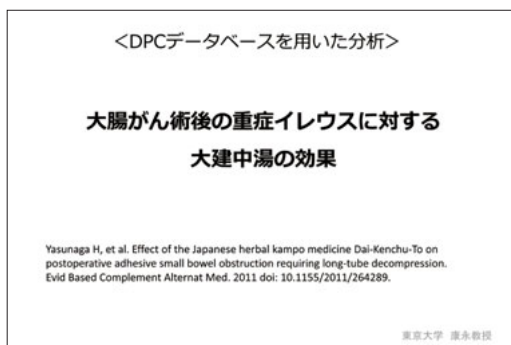 ＜DPCデータベースを用いた分析＞
大腸がん術後の重症イレウスに対する
大建中湯の効果
Yasunaga H, et al. Effect of the Japanese herbal kampo medicine Dai-Kenchu-To on
postoperative adhesive small bowel obstruction requiring long-tube decompression.
Evid Based Complement Alternat Med. 2011 doi: 10.1155/2011/264289.
東京大学 康永教授